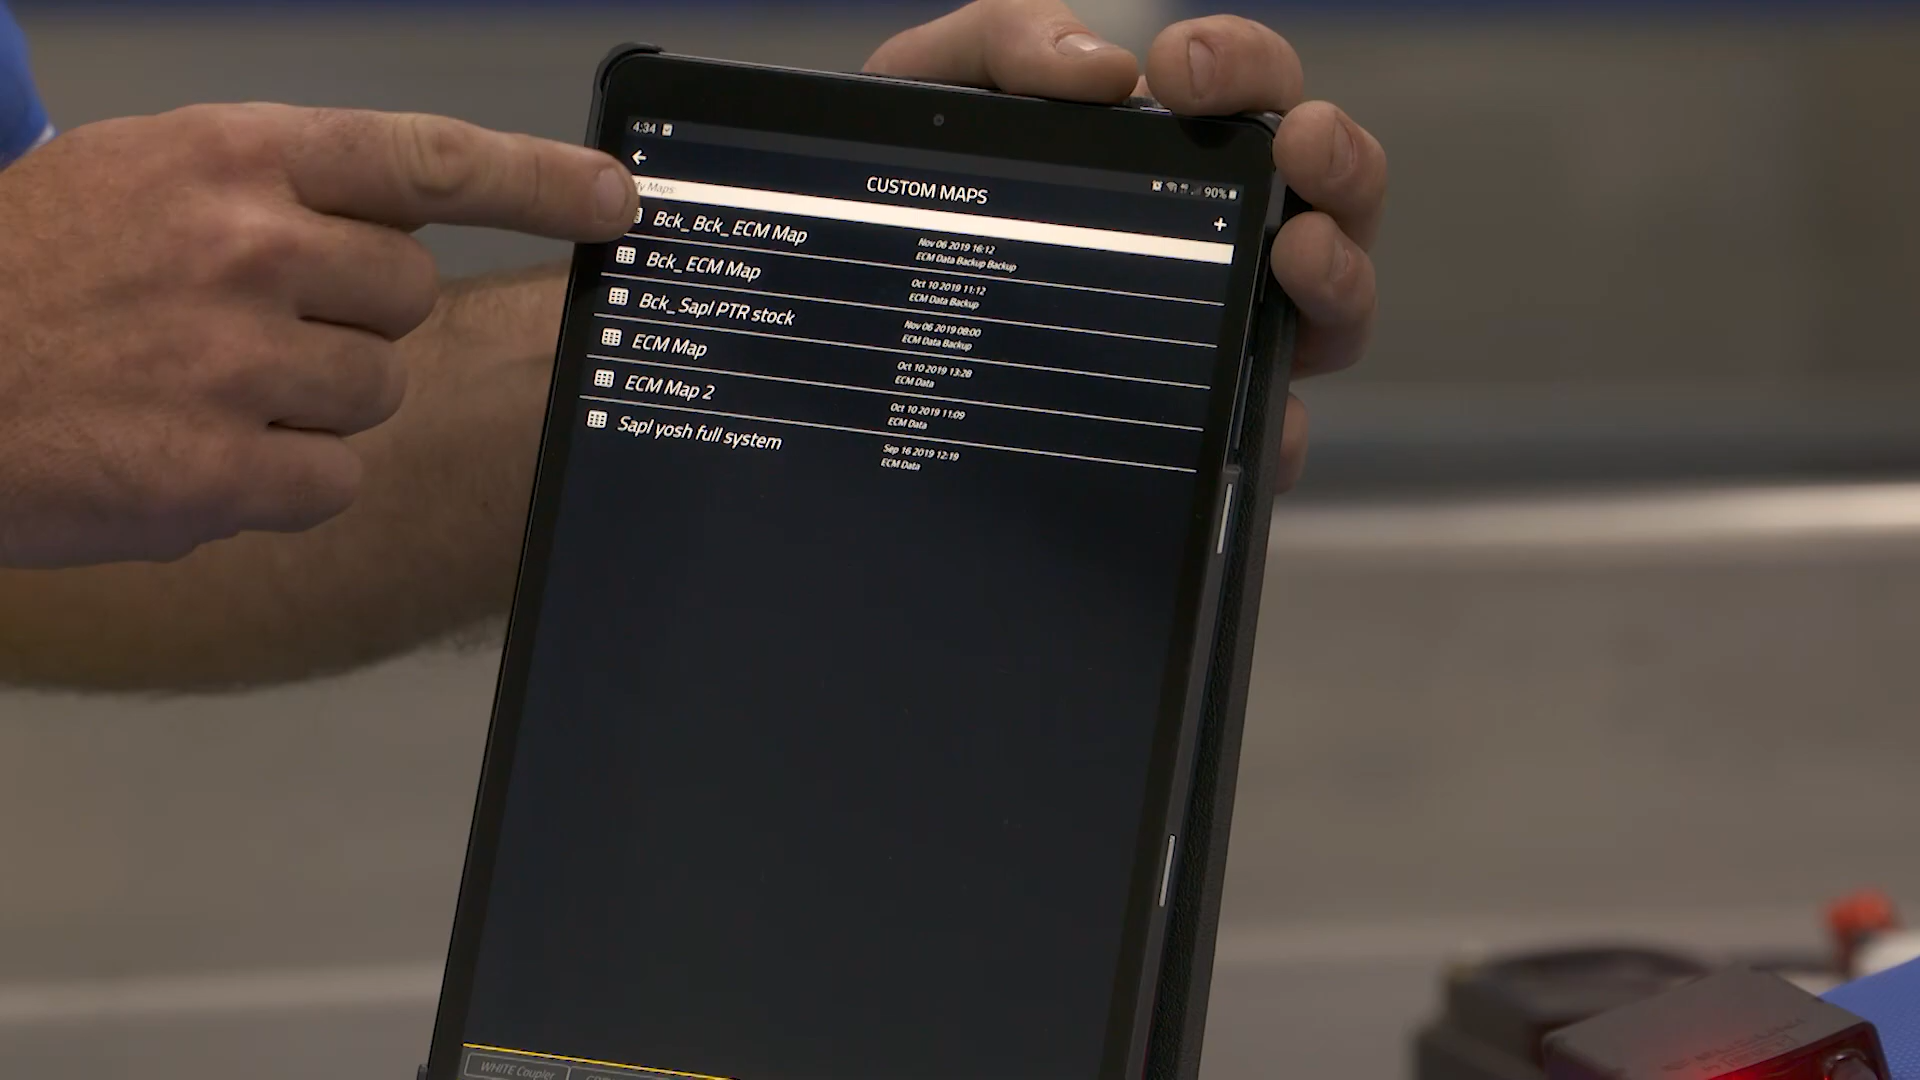 4:34
90%
CUSTOM MAPS
My Maps:
+
Bck_ Bck_ ECM Map
Nov 06 2019 16:12
ECM Data Backup Backup
Bck_ ECM Map
Oct 10 2019 11:12
ECM Data Backup
Bck_ Sapl PTR stock
Nov 06 2019 08:00
ECM Data Backup
ECM Map
Oct 10 2019 13:28
ECM Data
ECM Map 2
Oct 10 2019 11:09
ECM Data
Sapl yosh full system
Sep 16 2019 12:19
ECM Data
WHITE Coupler